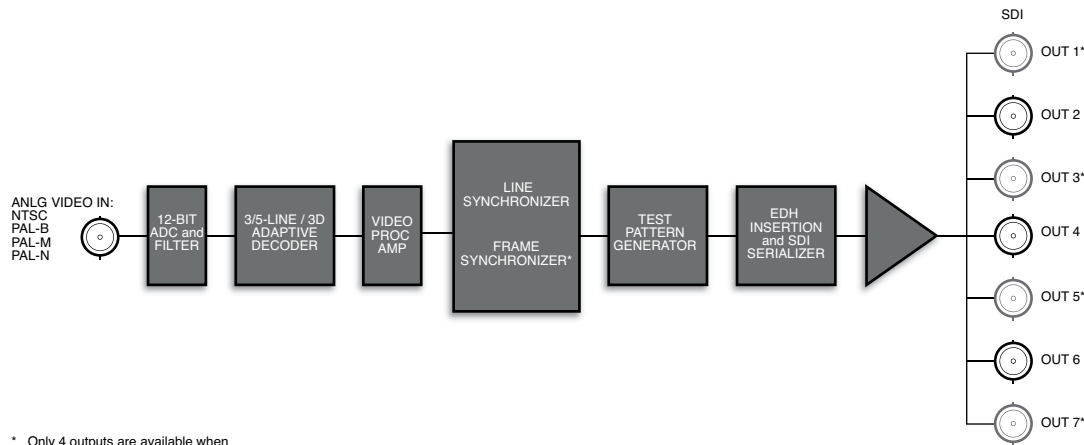 SDI
OUT 1*
OUT 2
OUT 3*
OUT 4
OUT 5*
OUT 6
OUT 7*
ANLG VIDEO IN:
NTSC
PAL-B
PAL-M
PAL-N
12-BIT
ADC and
FILTER
3/5-LINE / 3D
ADAPTIVE
DECODER
VIDEO
PROC
AMP
LINE
SYNCHRONIZER
FRAME
SYNCHRONIZER*
TEST
PATTERN
GENERATOR
EDH
INSERTION
and SDI
SERIALIZER
* Only 4 outputs are available when